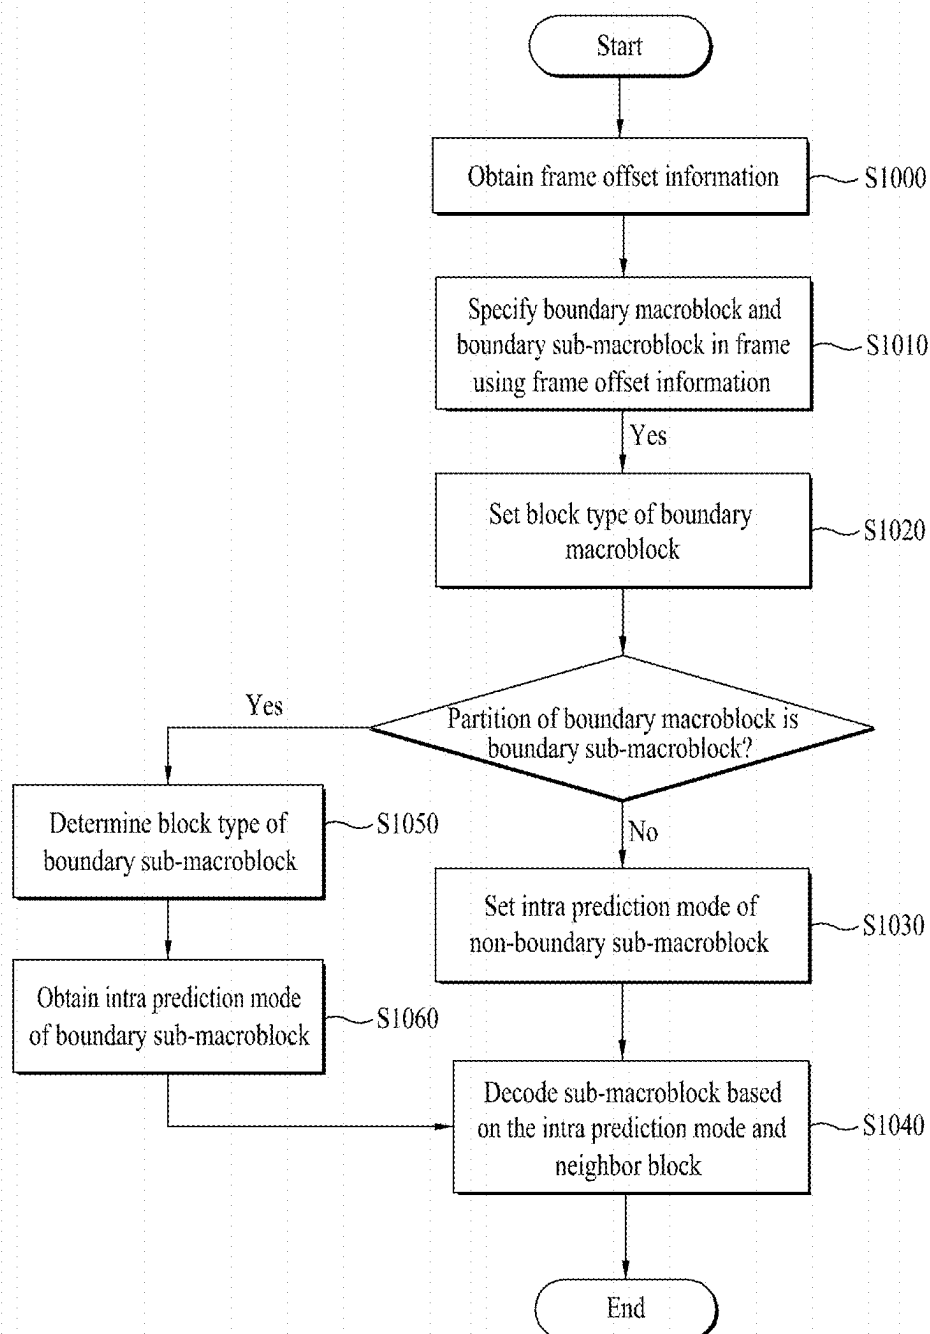 Start
Obtain frame offset information
S1000
Specify boundary macroblock and
boundary sub-macroblock in frame
using frame offset information
S1010
Yes
Set block type of boundary
macroblock
S1020
Partition of boundary macroblock is
boundary sub-macroblock?
Yes
No
Determine block type of
boundary sub-macroblock
S1050
Set intra prediction mode of
non-boundary sub-macroblock
S1030
Obtain intra prediction mode
of boundary sub-macroblock
S1060
Decode sub-macroblock based
on the intra prediction mode and
neighbor block
S1040
End